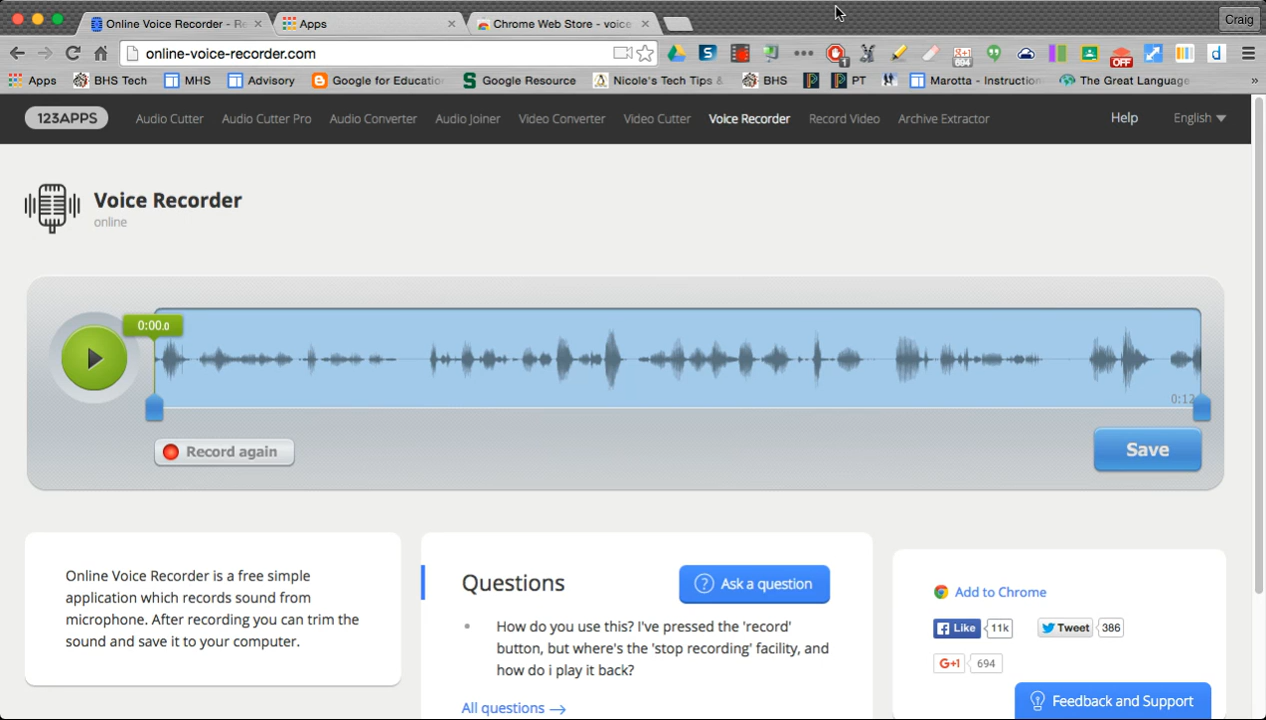 Online Voice Recorder - Re
Apps
Chrome Web Store - voice
Craig
online-voice-recorder.com
1
694
OFF
Apps
BHS Tech
MHS
Advisory
Google for Educatio
Google Resource
Nicole's Tech Tips &
BHS
PT
Marotta - Instruction
The Great Language
123APPS
Audio Cutter
Audio Cutter Pro
Audio Converter
Audio Joiner
Video Converter
Video Cutter
Voice Recorder
Record Video
Archive Extractor
Help
English
Voice Recorder
online
0:00.0
0:12
Record again
Save
Online Voice Recorder is a free simple
application which records sound from
microphone. After recording you can trim the
sound and save it to your computer.
Questions
Ask a question
How do you use this? I've pressed the 'record'
button, but where's the 'stop recording' facility, and
how do i play it back?
All questions
Add to Chrome
Like
11k
Tweet
386
G+1
694
Feedback and Support